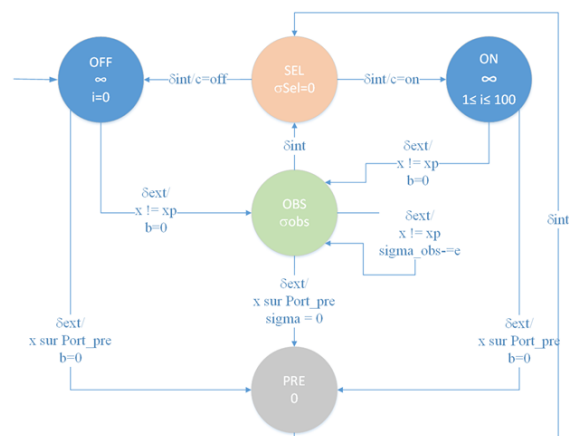 OFF
∞
i=0
δint/c=off
SEL
σSel=0
δint/c=on
ON
∞
1≤ i≤ 100
δint
δext/
x != xp
b=0
δext/
x != xp
b=0
OBS
σobs
δext/
x != xp
sigma_obs-=e
δint
δext/
x sur Port_pre
sigma = 0
δext/
x sur Port_pre
b=0
δext/
x sur Port_pre
b=0
PRE
0